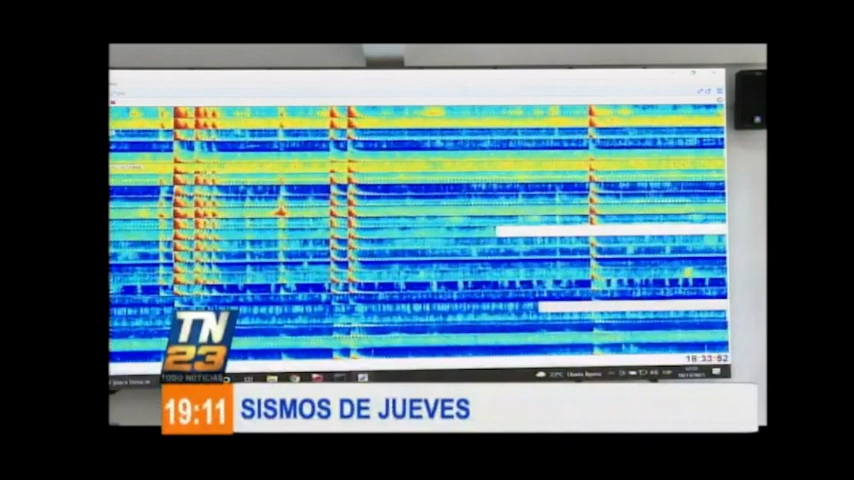 18:33:52
TN
23
TODO NOTICIAS
19:11
SISMOS DE JUEVES